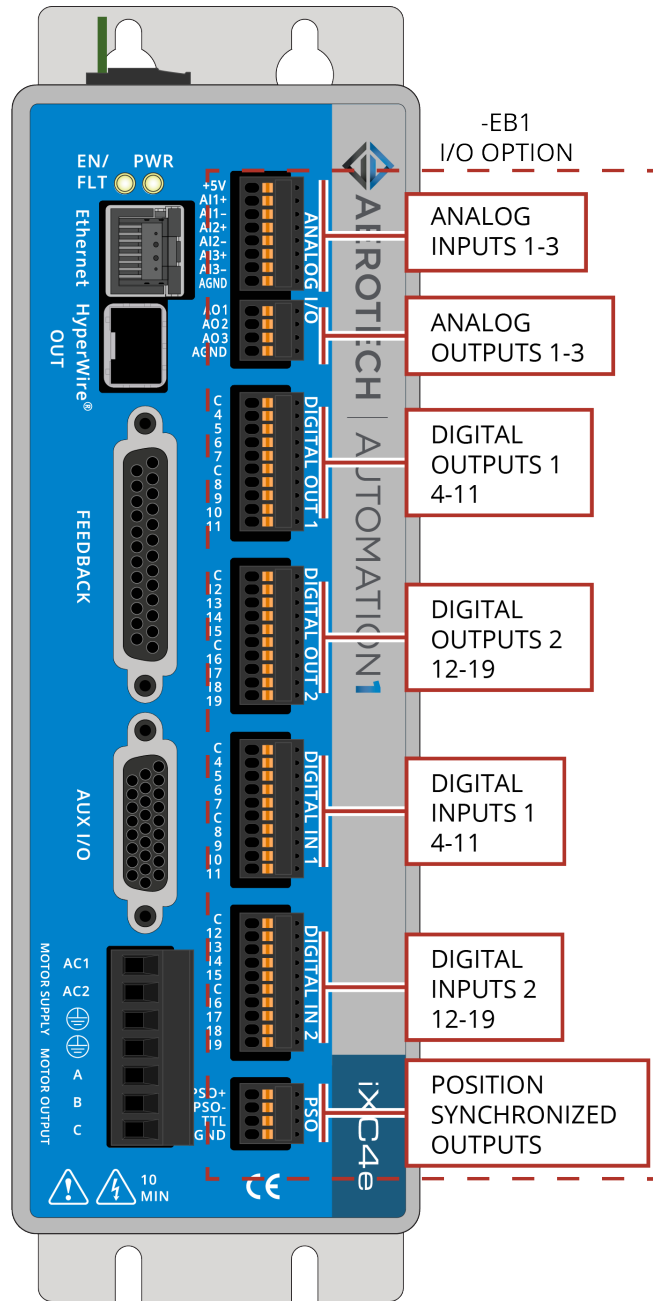 -EB1
I/O OPTION
EN/
FLT
PWR
Ethernet
HyperWire®
OUT
FEEDBACK
AUX I/O
MOTOR SUPPLY
MOTOR OUTPUT
AC1
AC2
A
B
C
10
MIN
+5V
AI1+
AI1-
AI2+
AI2-
AI3+
AI3-
AGND
AO1
AO2
AO3
AGND
ANALOG I/O
C
4
5
6
7
C
8
9
10
11
DIGITAL OUT 1
C
12
13
14
15
C
16
17
18
19
DIGITAL OUT 2
C
4
5
6
7
C
8
9
10
11
DIGITAL IN 1
C
12
13
14
15
C
16
17
18
19
DIGITAL IN 2
PSO+
PSO-
TTL
GND
PSO
CE
AEROTECH | AUTOMATION1
iXC4e
ANALOG
INPUTS 1-3
ANALOG
OUTPUTS 1-3
DIGITAL
OUTPUTS 1
4-11
DIGITAL
OUTPUTS 2
12-19
DIGITAL
INPUTS 1
4-11
DIGITAL
INPUTS 2
12-19
POSITION
SYNCHRONIZED
OUTPUTS